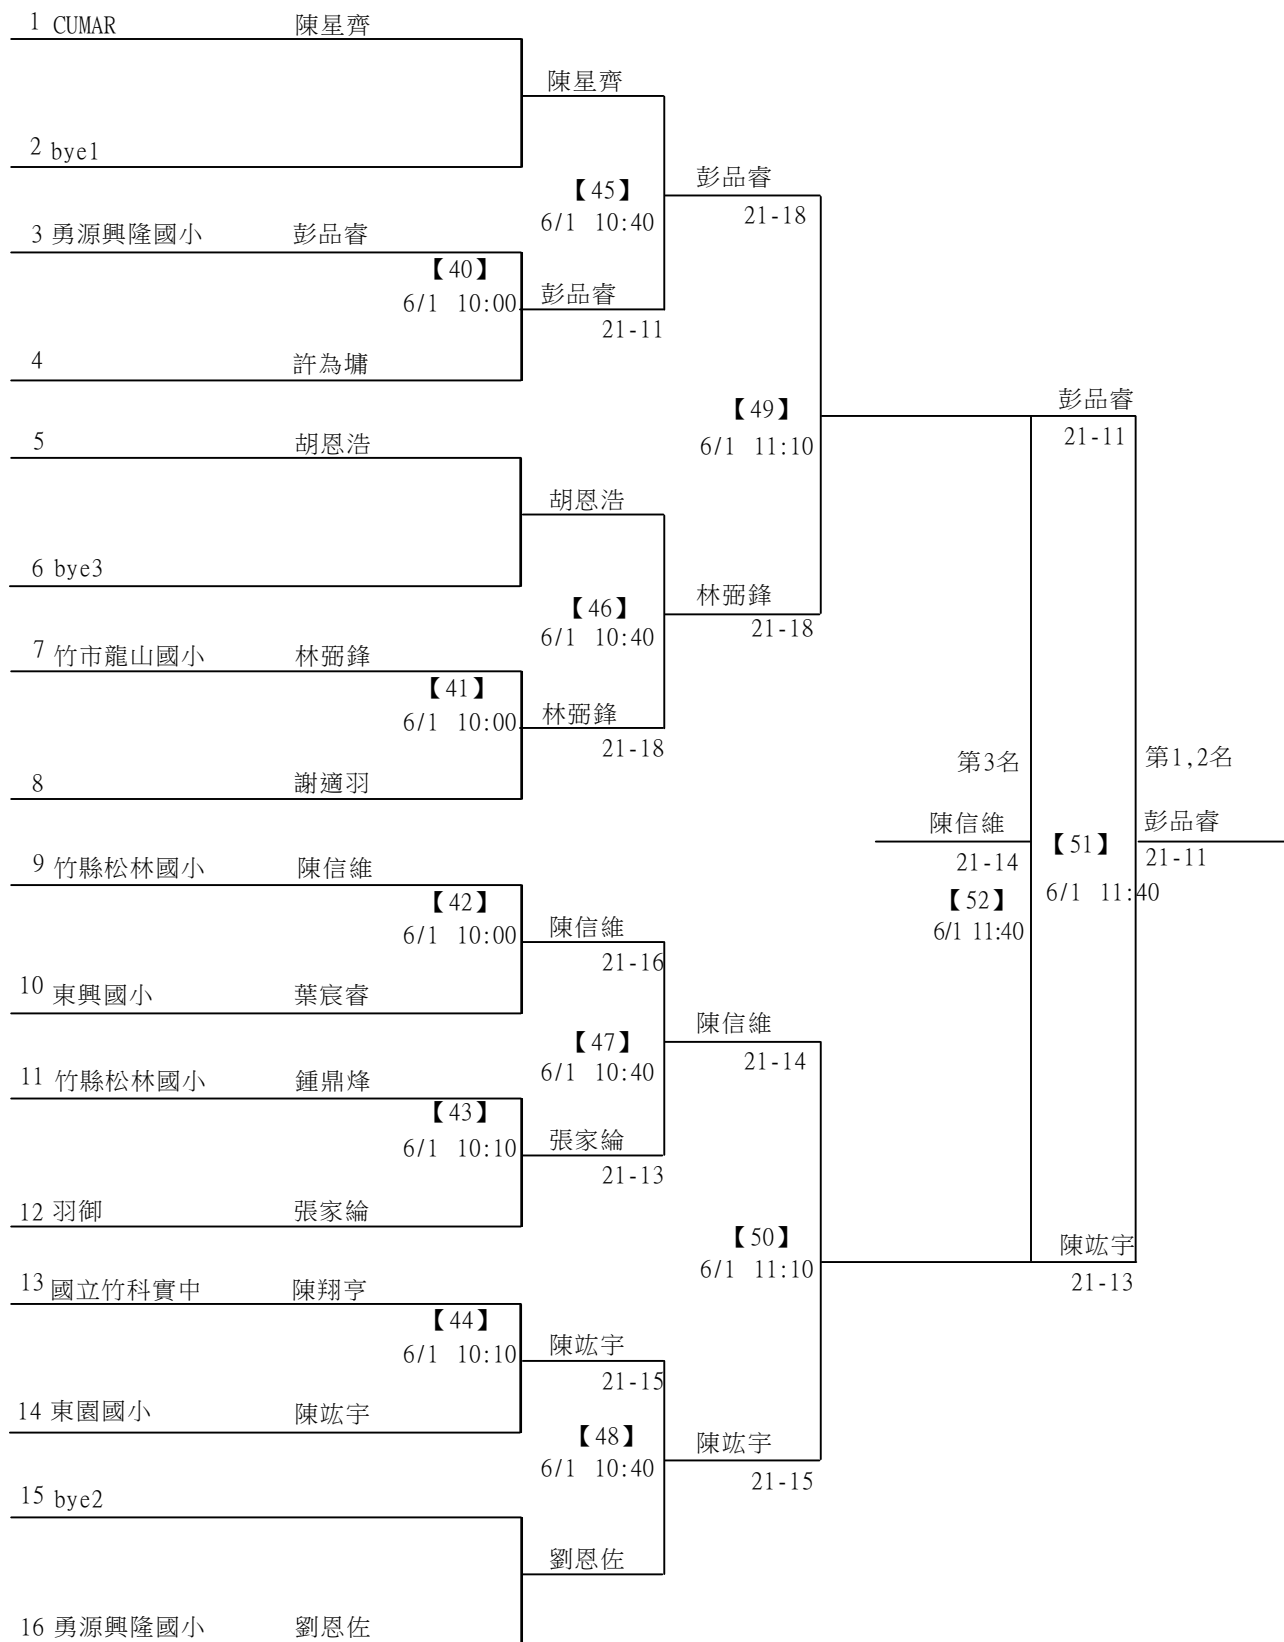 1 CUMAR 陳星齊
陳星齊
2 bye1
【45】
6/1 10:40
彭品睿
21-18
3 勇源興隆國小 彭品睿
【40】
6/1 10:00
彭品睿
21-11
4 許為墉
【49】
6/1 11:10
彭品睿
21-11
5 胡恩浩
胡恩浩
6 bye3
【46】
6/1 10:40
林弼鋒
21-18
7 竹市龍山國小 林弼鋒
【41】
6/1 10:00
林弼鋒
21-18
8 謝適羽
第3名
第1,2名
陳信維
21-14
【52】
6/1 11:40
【51】
6/1 11:40
彭品睿
21-11
9 竹縣松林國小 陳信維
【42】
6/1 10:00
陳信維
21-16
10 東興國小 葉宸睿
【47】
6/1 10:40
陳信維
21-14
11 竹縣松林國小 鍾鼎烽
【43】
6/1 10:10
張家綸
21-13
12 羽御 張家綸
【50】
6/1 11:10
陳竑宇
21-13
13 國立竹科實中 陳翔亨
【44】
6/1 10:10
陳竑宇
21-15
14 東園國小 陳竑宇
【48】
6/1 10:40
陳竑宇
21-15
15 bye2
劉恩佐
16 勇源興隆國小 劉恩佐